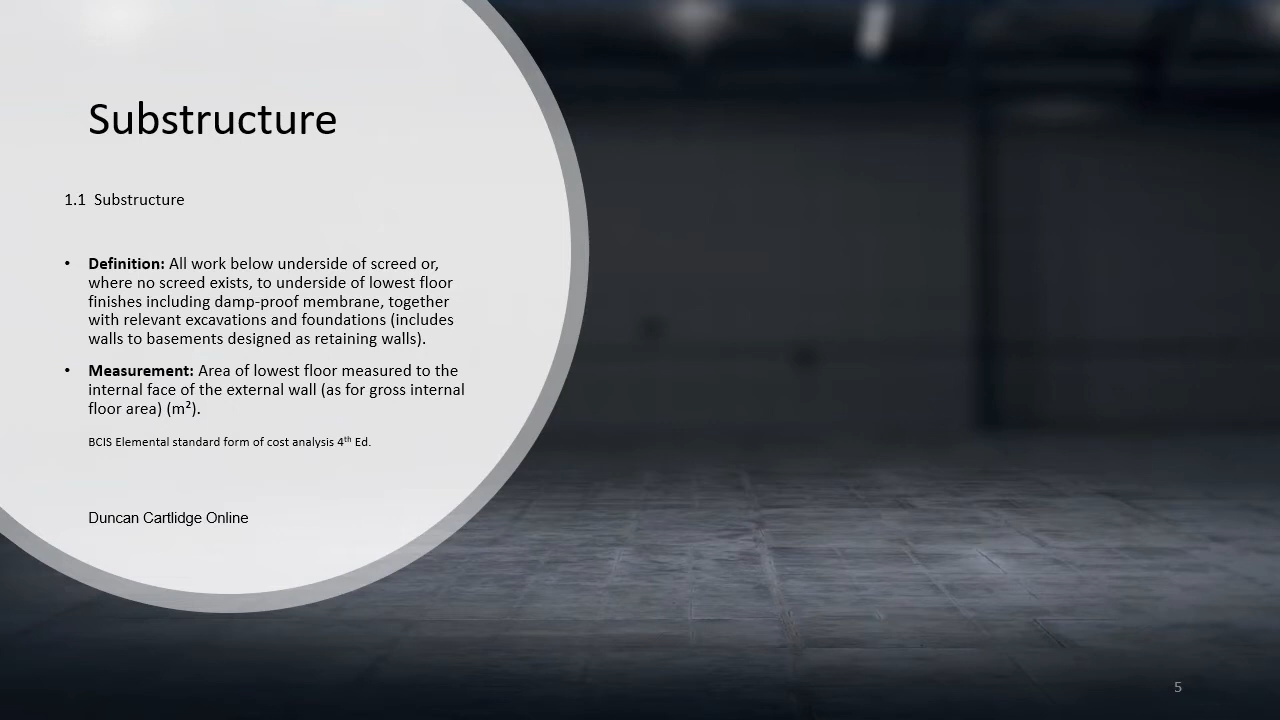 Substructure
1.1  Substructure
• Definition: All work below underside of screed or,
where no screed exists, to underside of lowest floor
finishes including damp-proof membrane, together
with relevant excavations and foundations (includes
walls to basements designed as retaining walls).
• Measurement: Area of lowest floor measured to the
internal face of the external wall (as for gross internal
floor area) (m²).
BCIS Elemental standard form of cost analysis 4th Ed.
Duncan Cartlidge Online
5